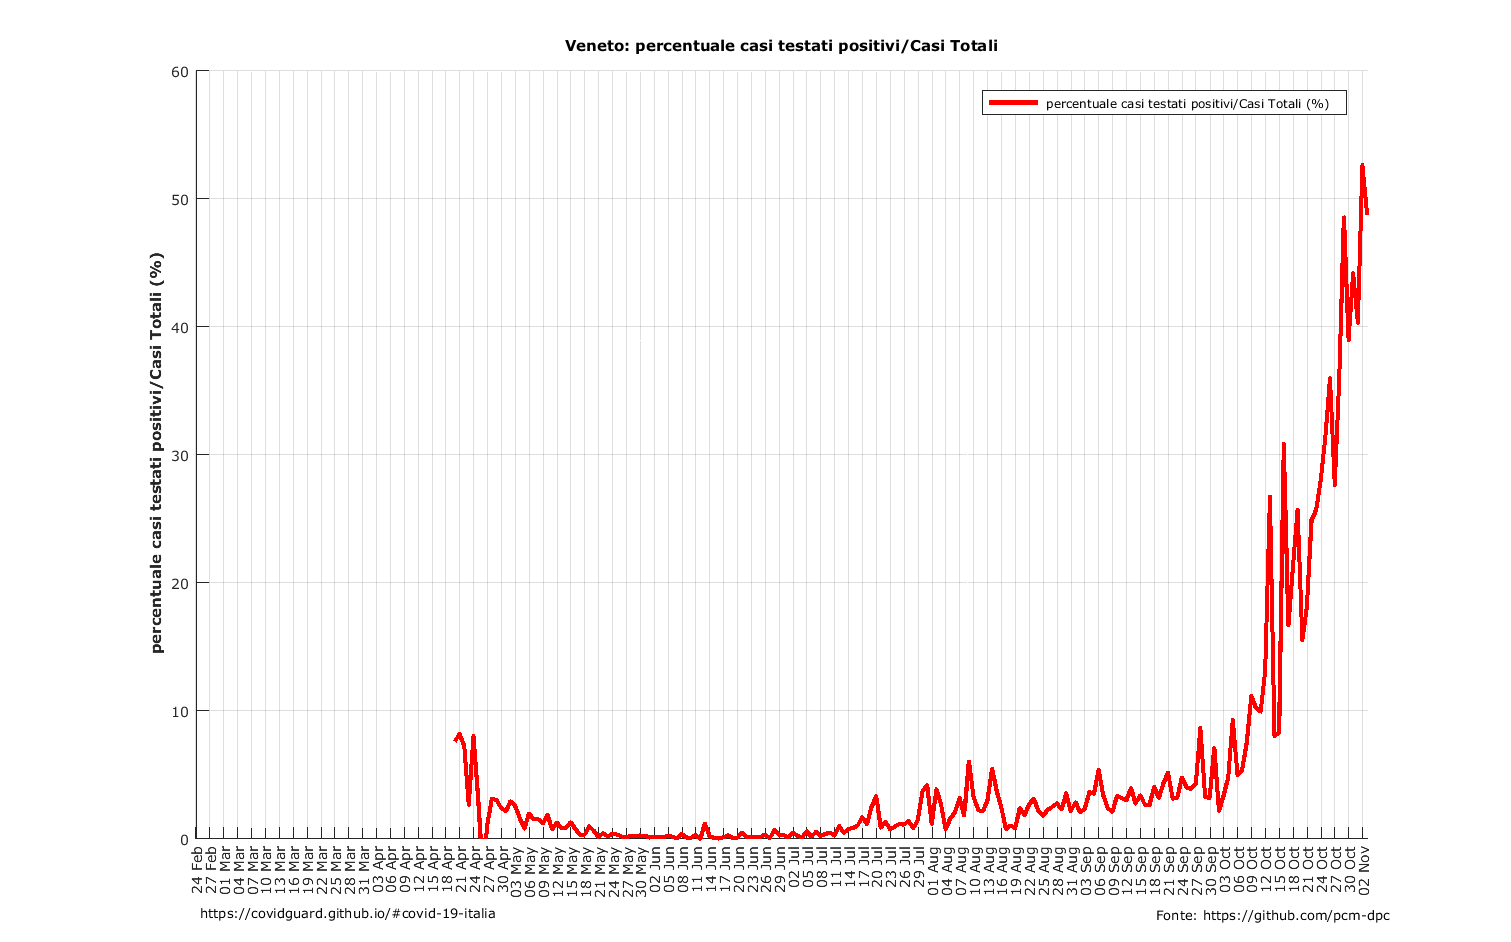 Veneto: percentuale casi testati positivi/Casi Totali
percentuale casi testati positivi/Casi Totali (%)
percentuale casi testati positivi/Casi Totali (%)
60
50
40
30
20
10
0
24 Feb
27 Feb
01 Mar
04 Mar
07 Mar
10 Mar
13 Mar
16 Mar
19 Mar
22 Mar
25 Mar
28 Mar
31 Mar
03 Apr
06 Apr
09 Apr
12 Apr
15 Apr
18 Apr
21 Apr
24 Apr
27 Apr
30 Apr
03 May
06 May
09 May
12 May
15 May
18 May
21 May
24 May
27 May
30 May
02 Jun
05 Jun
08 Jun
11 Jun
14 Jun
17 Jun
20 Jun
23 Jun
26 Jun
29 Jun
02 Jul
05 Jul
08 Jul
11 Jul
14 Jul
17 Jul
20 Jul
23 Jul
26 Jul
29 Jul
01 Aug
04 Aug
07 Aug
10 Aug
13 Aug
16 Aug
19 Aug
22 Aug
25 Aug
28 Aug
31 Aug
03 Sep
06 Sep
09 Sep
12 Sep
15 Sep
18 Sep
21 Sep
24 Sep
27 Sep
30 Sep
03 Oct
06 Oct
09 Oct
12 Oct
15 Oct
18 Oct
21 Oct
24 Oct
27 Oct
30 Oct
02 Nov
https://covidguard.github.io/#covid-19-italia
Fonte: https://github.com/pcm-dpc